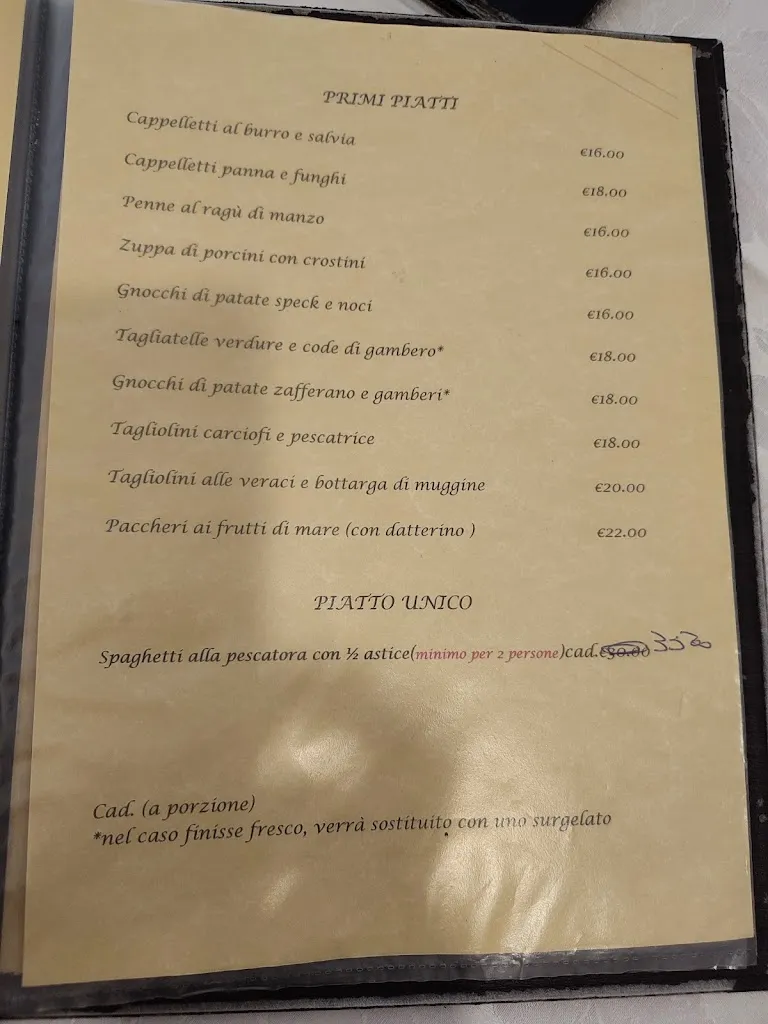 PRIMI PIATTI
Cappelletti al burro e salvia €16.00
Cappelletti panna e funghi €18.00
Penne al ragù di manzo €16.00
Zuppa di porcini con crostini €16.00
Gnocchi di patate speck e noci €16.00
Tagliatelle verdure e code di gambero* €18.00
Gnocchi di patate zafferano e gamberi* €18.00
Tagliolini carciofi e pescatrice €18.00
Tagliolini alle veraci e bottarga di muggine €20.00
Paccheri ai frutti di mare (con datterino ) €22.00
PIATTO UNICO
Spaghetti alla pescatora con ½ astice(minimo per 2 persone)cad.€30.00
Cad. (a porzione)
*nel caso finisse fresco, verrà sostituito con uno surgelato